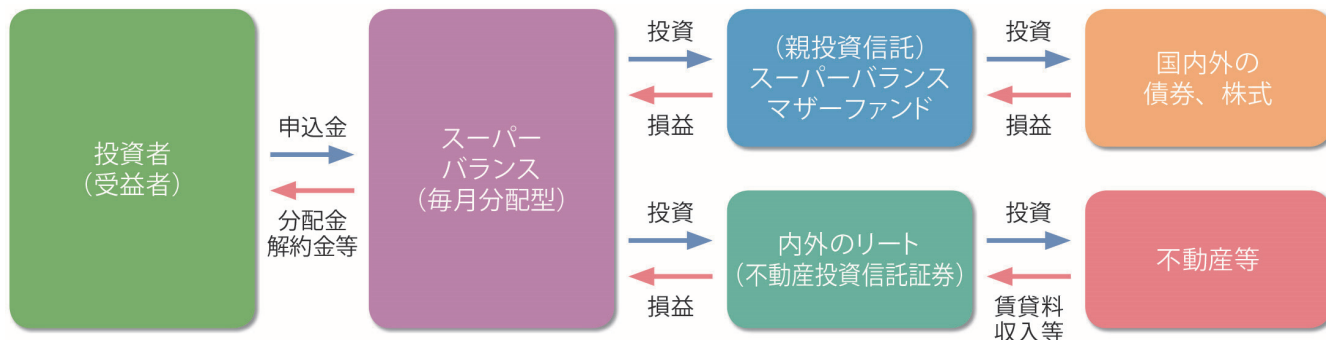 投資者
(受益者)
申込金
分配金
解約金等
スーパー
バランス
(毎月分配型)
投資
損益
(親投資信託)
スーパーバランス
マザーファンド
投資
損益
国内外の
債券、株式
投資
損益
内外のリート
(不動産投資信託証券)
投資
賃貸料
収入等
不動産等